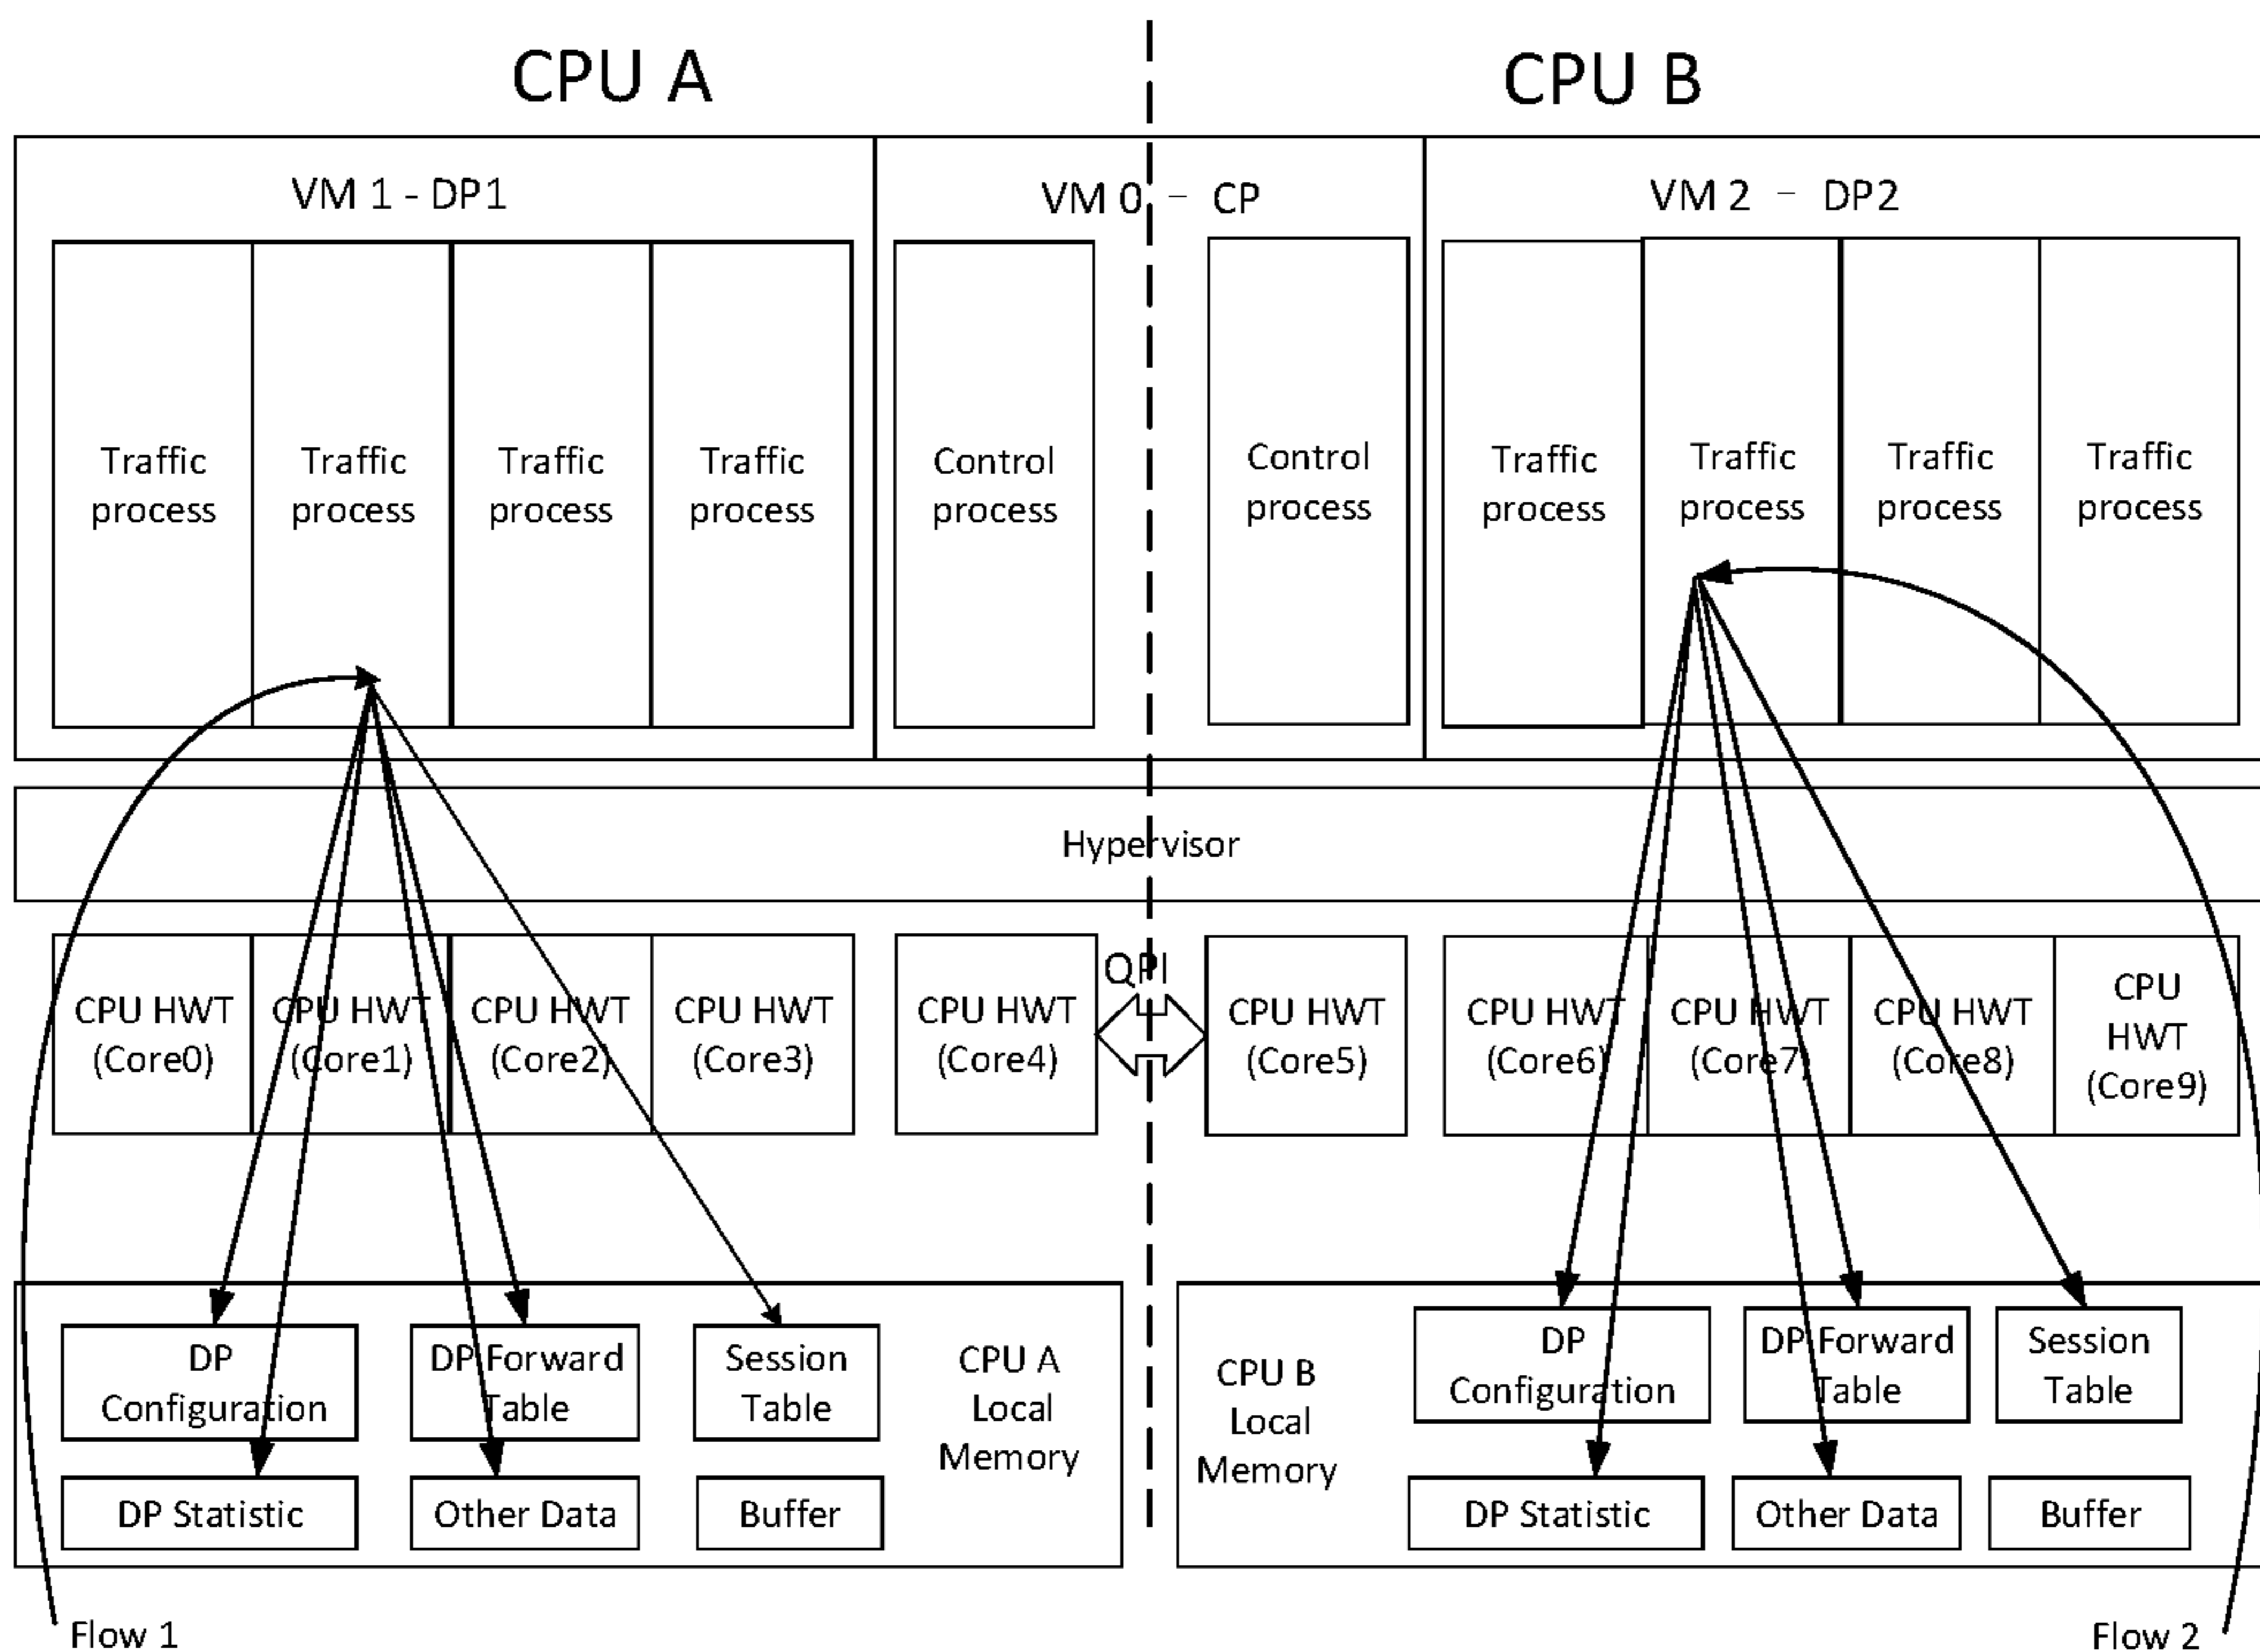 CPU A
CPU B
VM 1 - DP1
VM 0 - CP
VM 2 - DP2
Traffic
process
Traffic
process
Traffic
process
Traffic
process
Control
process
Control
process
Traffic
process
Traffic
process
Traffic
process
Traffic
process
Hypervisor
CPU HWT
(Core0)
CPU HWT
(Core1)
CPU HWT
(Core2)
CPU HWT
(Core3)
CPU HWT
(Core4)
QPI
CPU HWT
(Core5)
CPU HWT
(Core6)
CPU HWT
(Core7)
CPU HWT
(Core8)
CPU
HWT
(Core9)
DP
Configuration
DP Forward
Table
Session
Table
CPU A
Local
Memory
DP Statistic
Other Data
Buffer
CPU B
Local
Memory
DP
Configuration
DP Forward
Table
Session
Table
DP Statistic
Other Data
Buffer
Flow 1
Flow 2